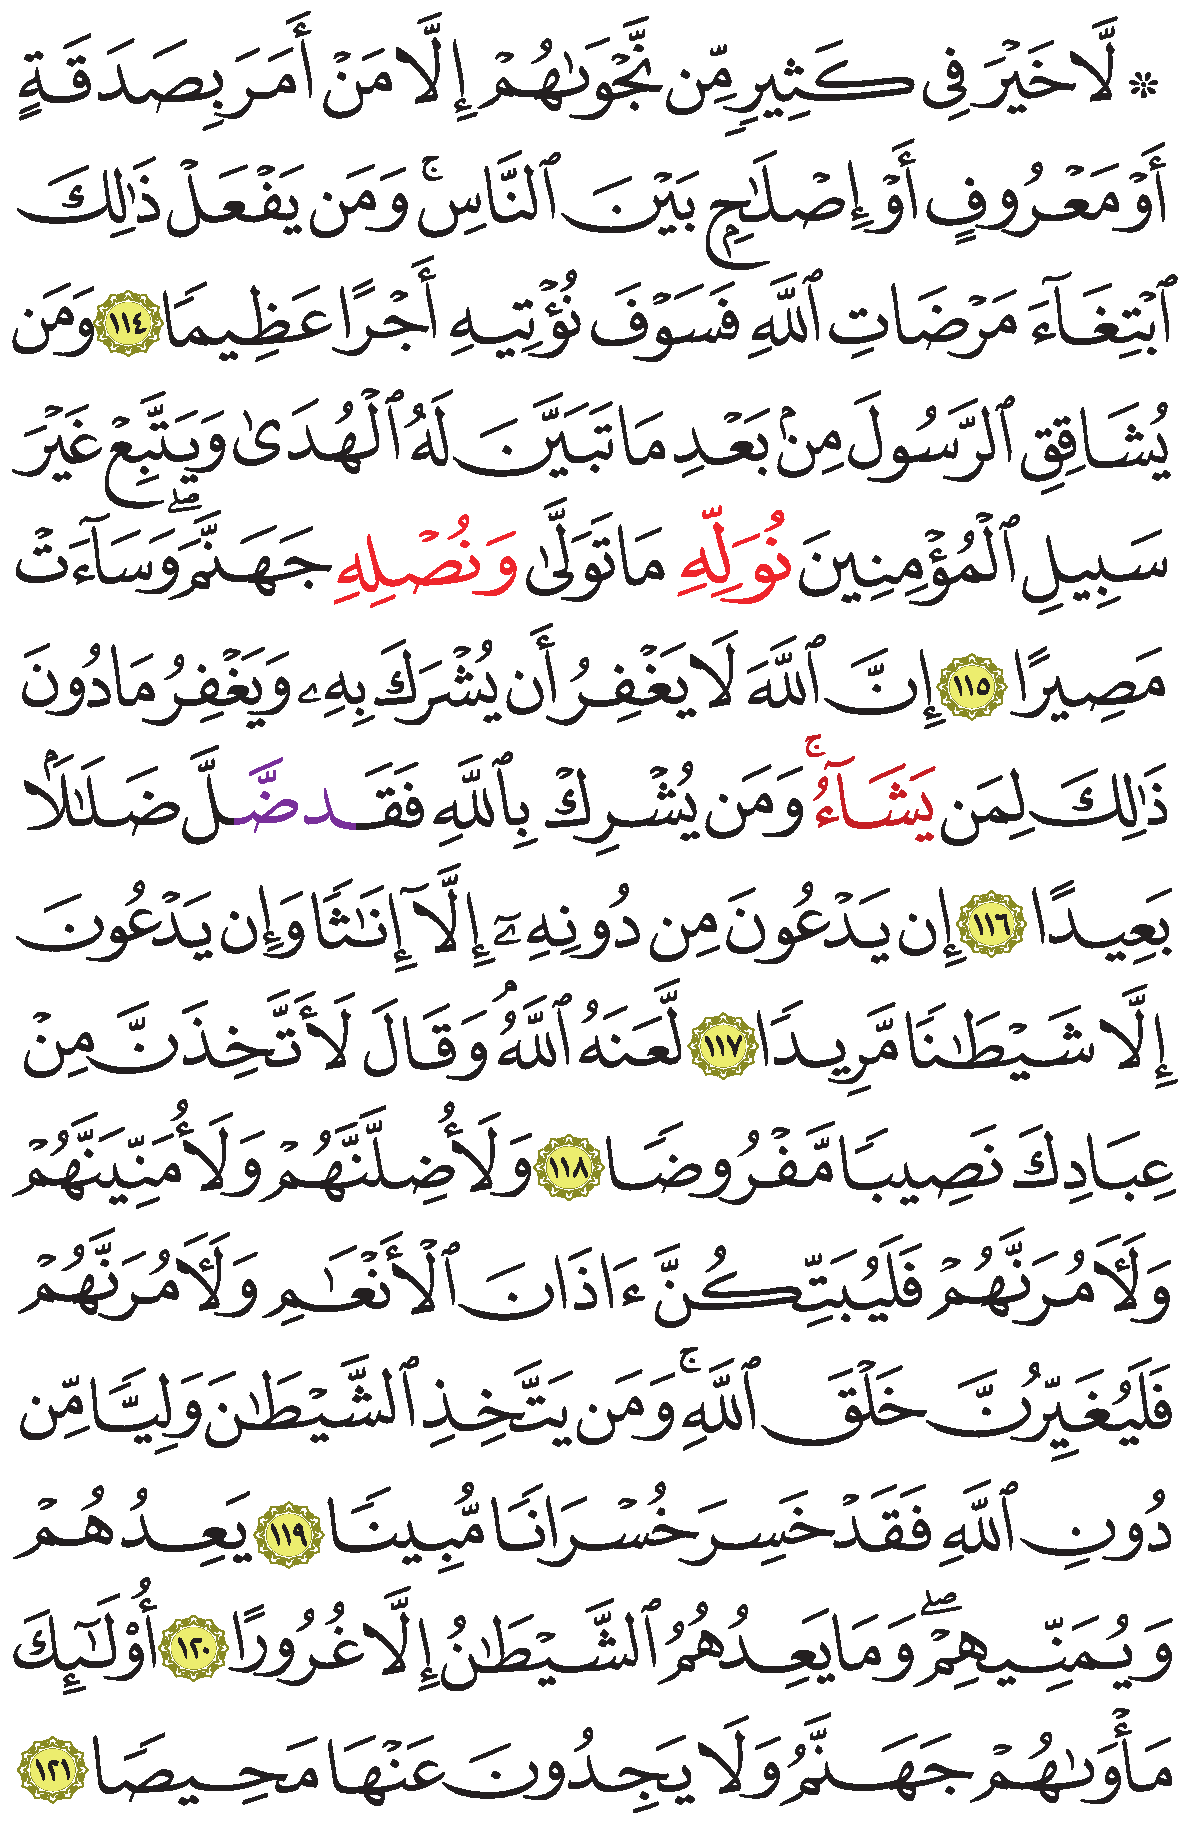 ۞ لَّا خَيْرَ فِى كَثِيرٍ مِّن نَّجْوَىٰهُمْ إِلَّا مَنْ أَمَرَ بِصَدَقَةٍ
أَوْ مَعْرُوفٍ أَوْ إِصْلَٰحٍۭ بَيْنَ ٱلنَّاسِ ۚ وَمَن يَفْعَلْ ذَٰلِكَ
ٱبْتِغَآءَ مَرْضَاتِ ٱللَّهِ فَسَوْفَ نُؤْتِيهِ أَجْرًا عَظِيمًا ١١٤ وَمَن
يُشَاقِقِ ٱلرَّسُولَ مِنۢ بَعْدِ مَا تَبَيَّنَ لَهُ ٱلْهُدَىٰ وَيَتَّبِعْ غَيْرَ
سَبِيلِ ٱلْمُؤْمِنِينَ نُوَلِّهِ مَا تَوَلَّىٰ وَنُصْلِهِ جَهَنَّمَ ۖ وَسَآءَتْ
مَصِيرًا ١١٥ إِنَّ ٱللَّهَ لَا يَغْفِرُ أَن يُشْرَكَ بِهِۦ وَيَغْفِرُ مَا دُونَ
ذَٰلِكَ لِمَن يَشَآءُ ۚ وَمَن يُشْرِكْ بِٱللَّهِ فَقَد ضَّلَّ ضَلَٰلَۢا
بَعِيدًا ١١٦ إِن يَدْعُونَ مِن دُونِهِۦٓ إِلَّآ إِنَٰثًا وَإِن يَدْعُونَ
إِلَّا شَيْطَٰنًا مَّرِيدًا ١١٧ لَّعَنَهُ ٱللَّهُۘ وَقَالَ لَأَتَّخِذَنَّ مِنْ
عِبَادِكَ نَصِيبًا مَّفْرُوضًا ١١٨ وَلَأُضِلَّنَّهُمْ وَلَأُمَنِّيَنَّهُمْ
وَلَأَمُرَنَّهُمْ فَلَيُبَتِّكُنَّ ءَاذَانَ ٱلْأَنْعَٰمِ وَلَأَمُرَنَّهُمْ
فَلَيُغَيِّرُنَّ خَلْقَ ٱللَّهِ ۚ وَمَن يَتَّخِذِ ٱلشَّيْطَٰنَ وَلِيًّا مِّن
دُونِ ٱللَّهِ فَقَدْ خَسِرَ خُسْرَانًا مُّبِينًا ١١٩ يَعِدُهُمْ
وَيُمَنِّيهِمْ ۖ وَمَا يَعِدُهُمُ ٱلشَّيْطَٰنُ إِلَّا غُرُورًا ١٢٠ أُو۟لَٰٓئِكَ
مَأْوَىٰهُمْ جَهَنَّمُ وَلَا يَجِدُونَ عَنْهَا مَحِيصًا ١٢١